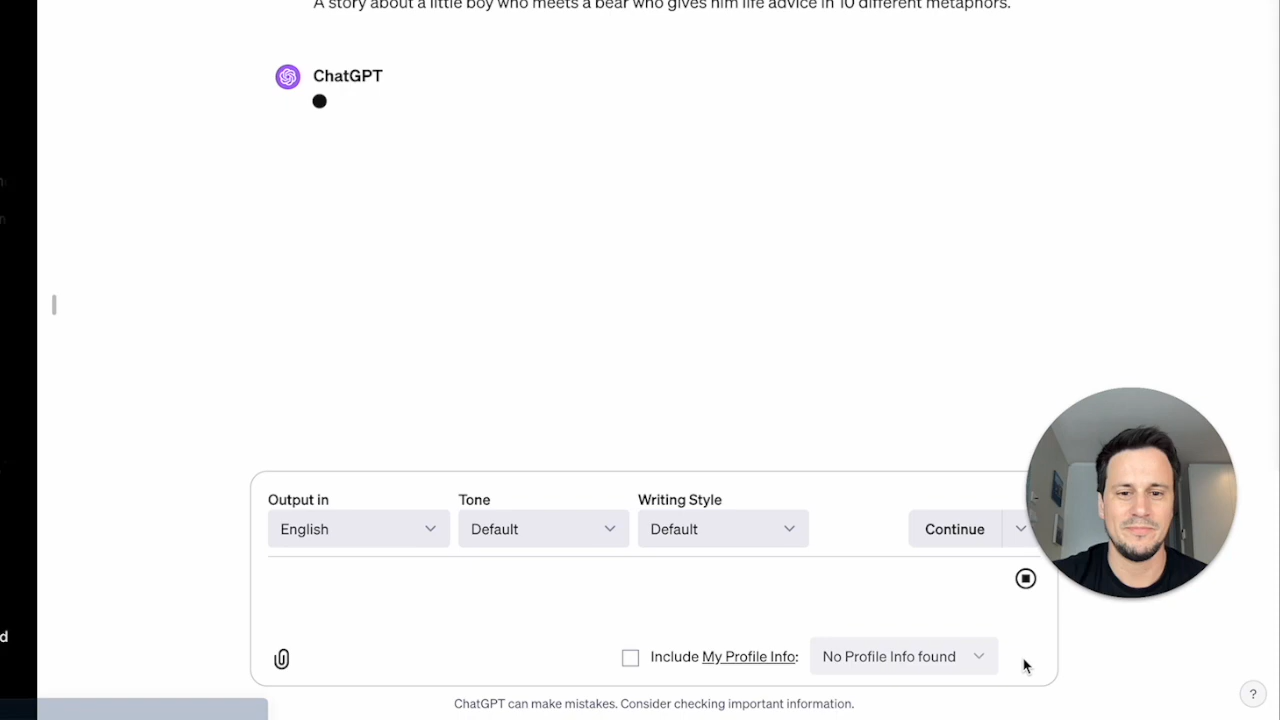 A story about a little boy who meets a bear who gives him life advice in 10 different metaphors.
ChatGPT
Output in
Tone
Writing Style
English
Default
Default
Continue
Include My Profile Info:
No Profile Info found
ChatGPT can make mistakes. Consider checking important information.
?